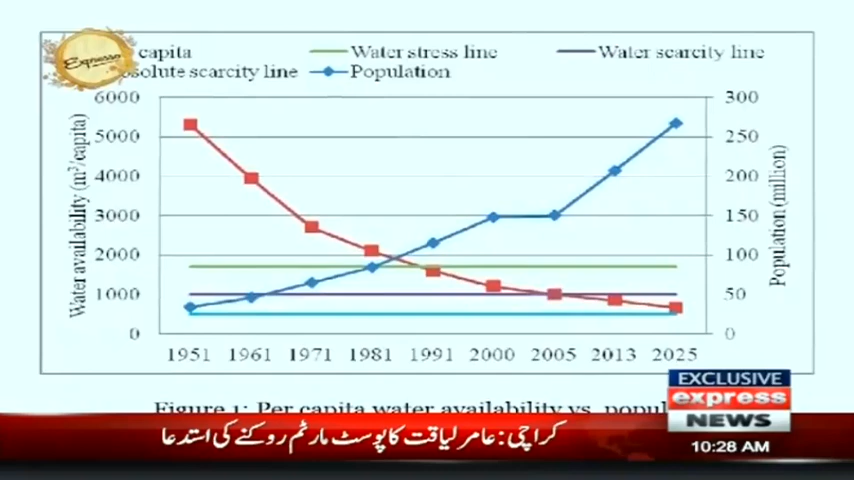 Expresso
capita
Water stress line
Water scarcity line
solute scarcity line
Population
Water availability (m³/capita)
6000
5000
4000
3000
2000
1000
0
300
250
200
150
100
50
0
Population (million)
1951 1961 1971 1981 1991 2000 2005 2013 2025
Figure 1: Per capita water availability vs. popul
EXCLUSIVE
express
NEWS
10:28 AM
کراچی: عامر لیاقت کا پوسٹ مارٹم روکنے کی استدعا